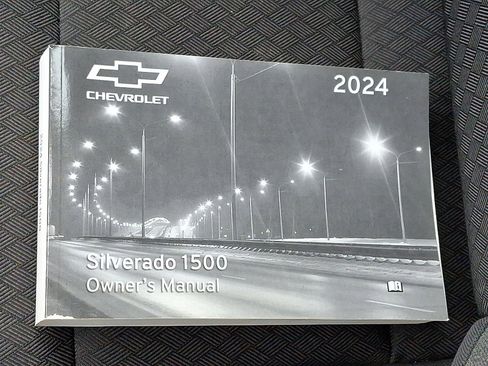 CHEVROLET
2024
Silverado 1500
Owner's Manual